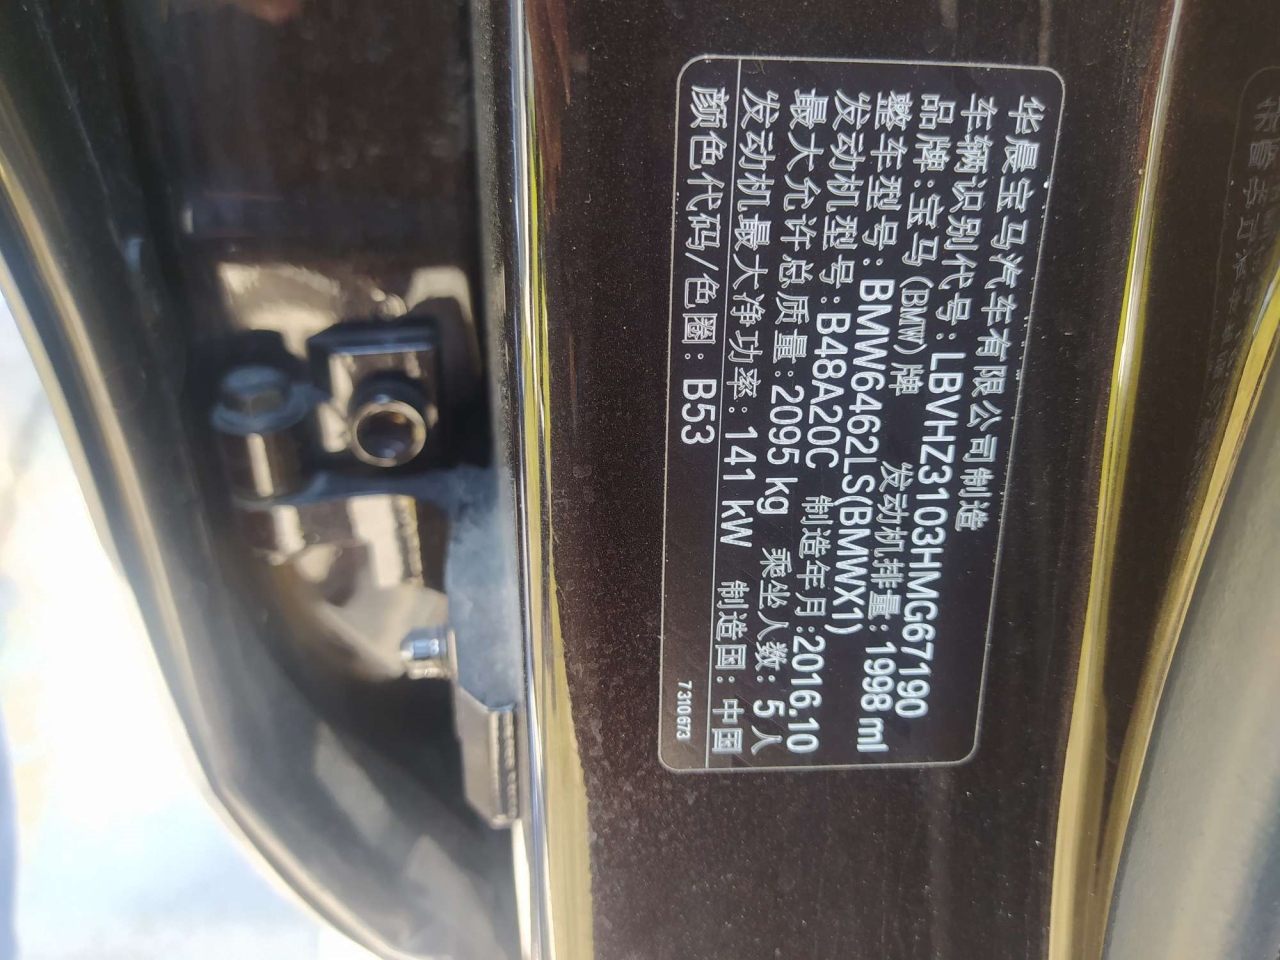 华晨宝马汽车有限公司制造
车辆识别代号：LBVHZ3103HMG67190
品牌：宝马(BMW)牌 发动机排量：1998 ml
整车型号：BMW6462LS(BMWX1)
发动机型号：B48A20C 制造年月：2016.10
最大允许总质量：2095 kg 乘坐人数：5人
发动机最大净功率：141 kW 制造国：中国
颜色代码/色圈：B53
7310673